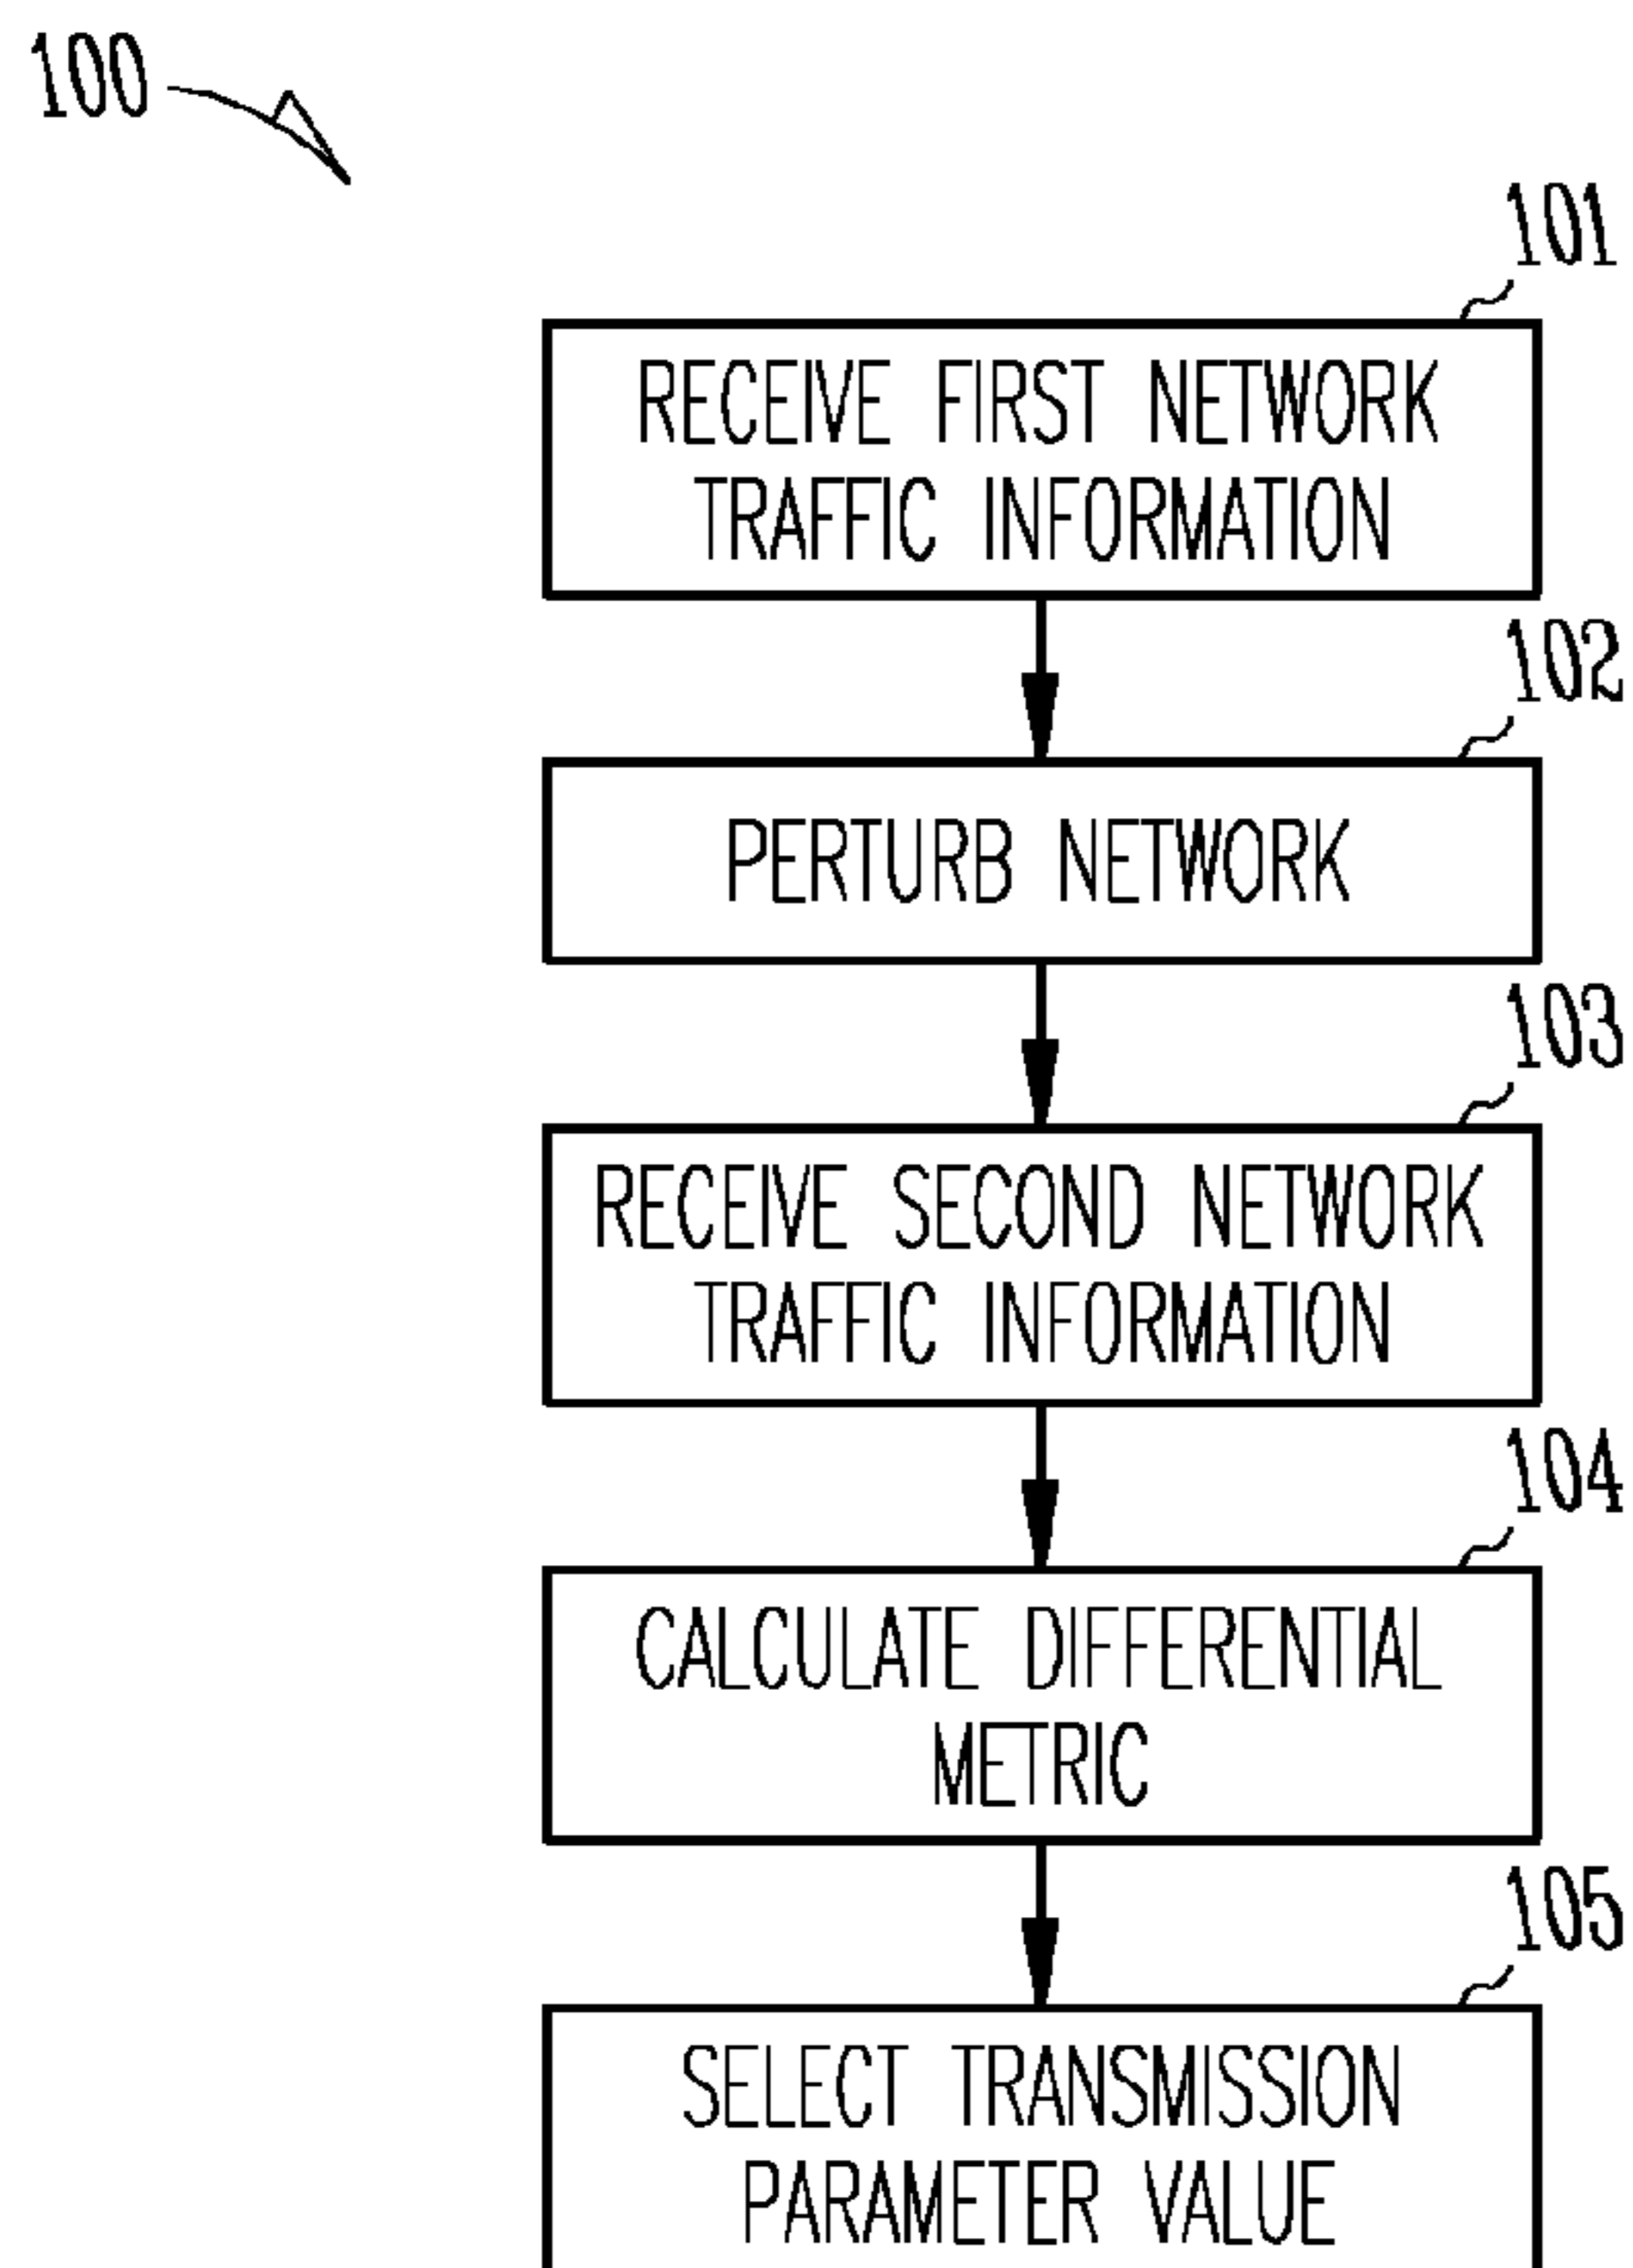 100
101
RECEIVE FIRST NETWORK
TRAFFIC INFORMATION
102
PERTURB NETWORK
103
RECEIVE SECOND NETWORK
TRAFFIC INFORMATION
104
CALCULATE DIFFERENTIAL
METRIC
105
SELECT TRANSMISSION
PARAMETER VALUE